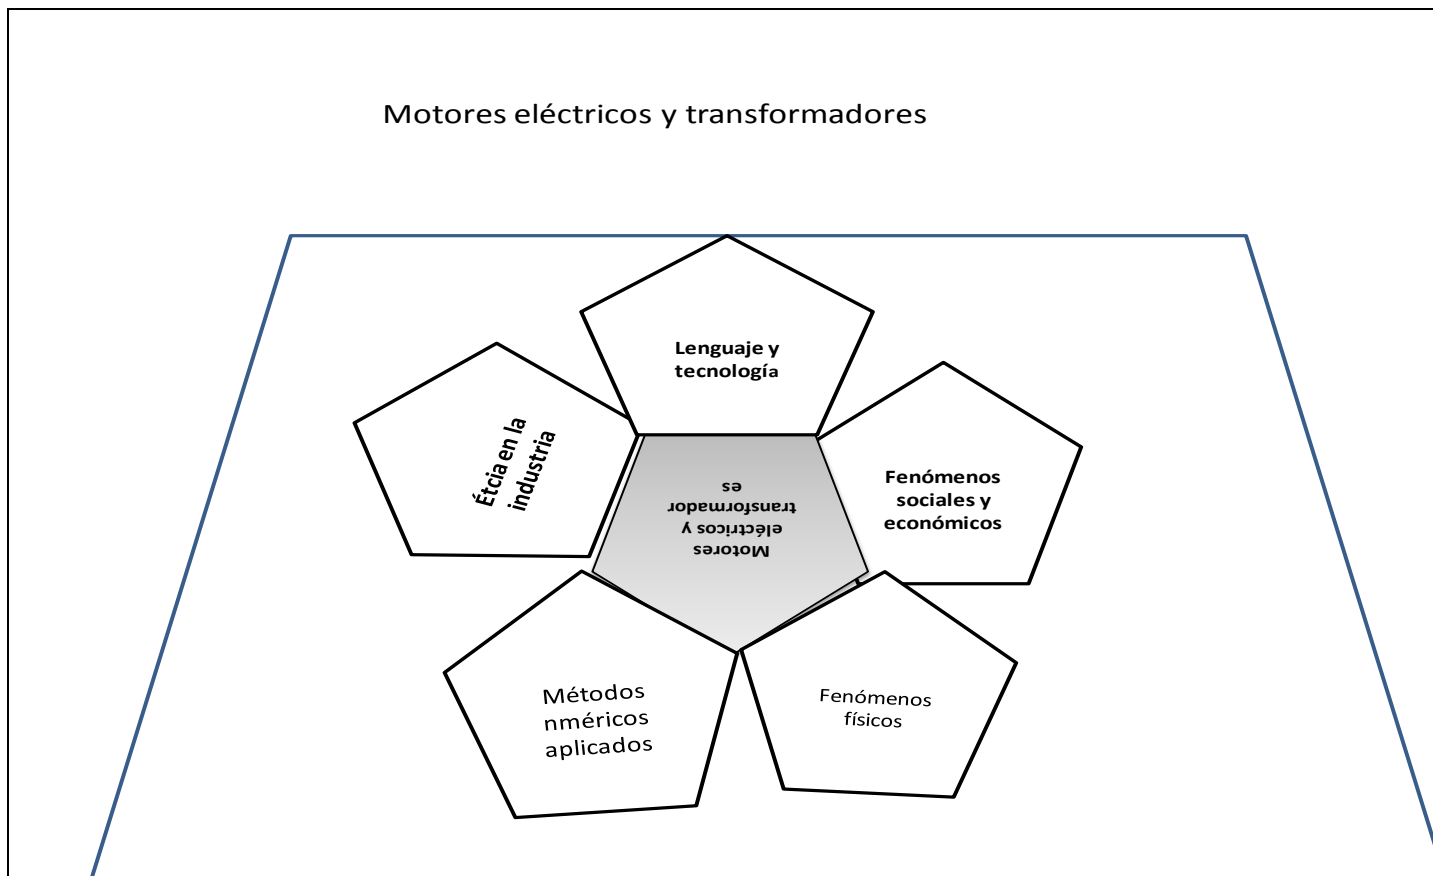 Motores eléctricos y transformadores
Lenguaje y
tecnología
Étcia en la
industria
Fenómenos
sociales y
económicos
Motores
eléctricos y
transformador
es
Métodos
nméricos
aplicados
Fenómenos
físicos